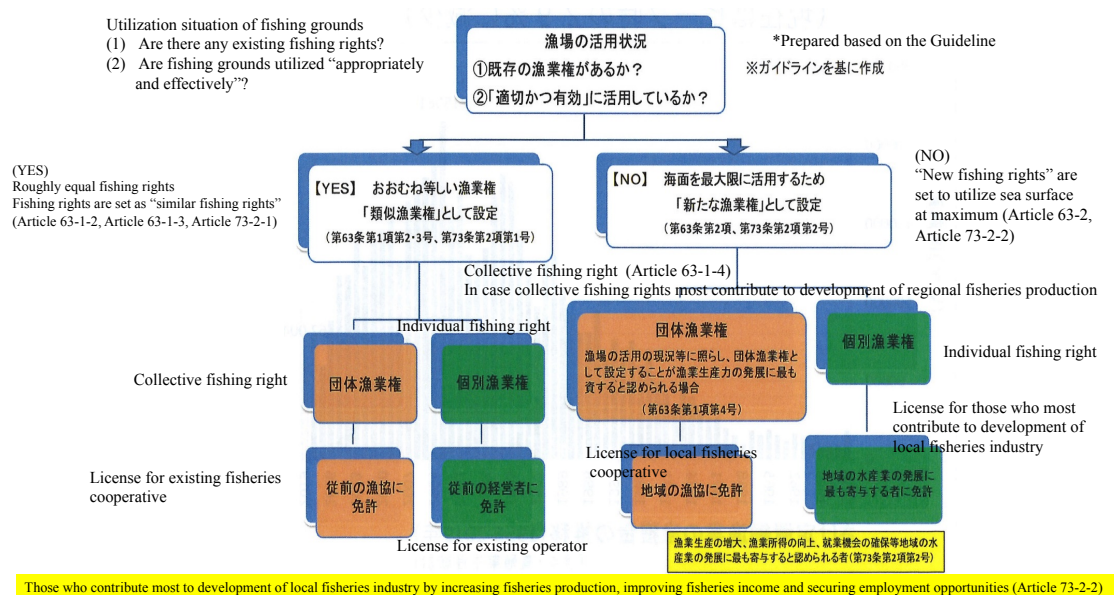 Utilization situation of fishing grounds
(1) Are there any existing fishing rights?
(2) Are fishing grounds utilized “appropriately
and effectively”?
漁場の活用状況
①既存の漁業権があるか？
②「適切かつ有効」に活用しているか？
*Prepared based on the Guideline
※ガイドラインを基に作成
(YES)
Roughly equal fishing rights
Fishing rights are set as “similar fishing rights”
(Article 63-1-2, Article 63-1-3, Article 73-2-1)
【YES】 おおむね等しい漁業権
「類似漁業権」として設定
(第63条第1項第2・3号、第73条第2項第1号)
【NO】 海面を最大限に活用するため
「新たな漁業権」として設定
(第63条第2項、第73条第2項第2号)
(NO)
“New fishing rights” are
set to utilize sea surface
at maximum (Article 63-2,
Article 73-2-2)
Collective fishing right (Article 63-1-4)
In case collective fishing rights most contribute to development of regional fisheries production
Individual fishing right
Collective fishing right
団体漁業権
個別漁業権
団体漁業権
漁場の活用の現況等に照らし、団体漁業権と
して設定することが漁業生産力の発展に最も
資すると認められる場合
(第63条第1項第4号)
個別漁業権
Individual fishing right
License for those who most
contribute to development of
local fisheries industry
License for existing fisheries
cooperative
従前の漁協に
免許
従前の経営者に
免許
License for existing operator
License for local fisheries
cooperative
地域の漁協に免許
地域の水産業の発展に
最も寄与する者に免許
漁業生産の増大、漁業所得の向上、就業機会の確保等地域の水
産業の発展に最も寄与すると認められる者(第73条第2項第2号)
Those who contribute most to development of local fisheries industry by increasing fisheries production, improving fisheries income and securing employment opportunities (Article 73-2-2)